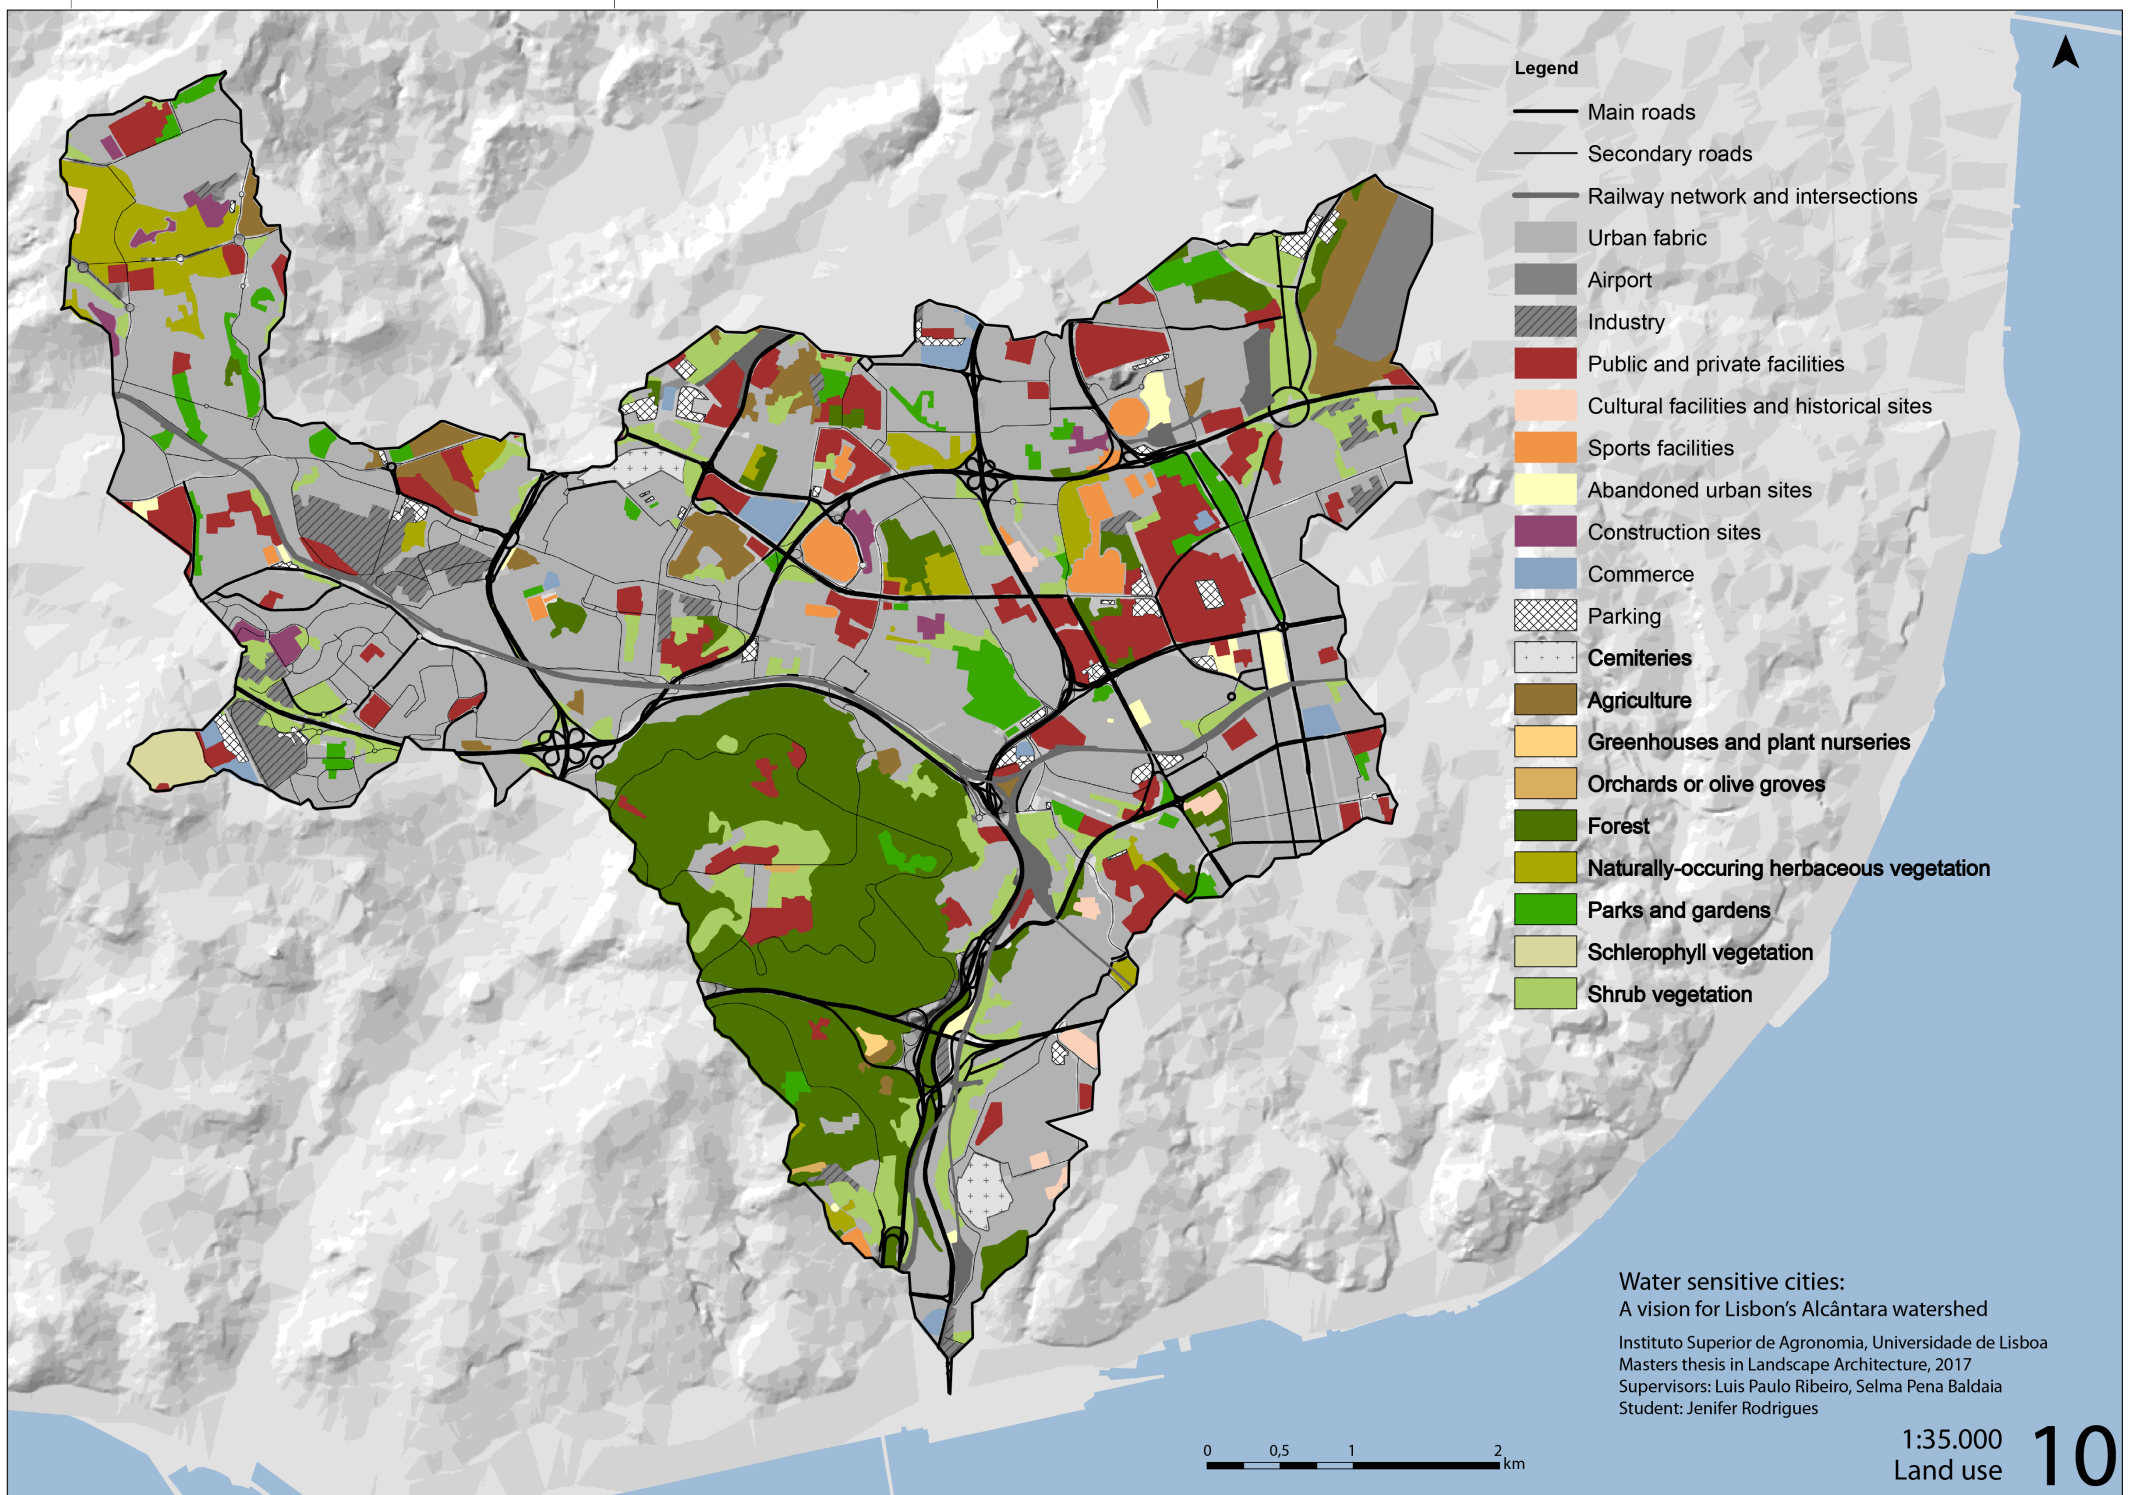 Legend
Main roads
Secondary roads
Railway network and intersections
Urban fabric
Airport
Industry
Public and private facilities
Cultural facilities and historical sites
Sports facilities
Abandoned urban sites
Construction sites
Commerce
Parking
Cemiteries
Agriculture
Greenhouses and plant nurseries
Orchards or olive groves
Forest
Naturally-occuring herbaceous vegetation
Parks and gardens
Schlerophyll vegetation
Shrub vegetation
Water sensitive cities:
A vision for Lisbon's Alcântara watershed
Instituto Superior de Agronomia, Universidade de Lisboa
Masters thesis in Landscape Architecture, 2017
Supervisors: Luis Paulo Ribeiro, Selma Pena Baldaia
Student: Jenifer Rodrigues
0 0,5 1 2
km
1:35.000
Land use
10